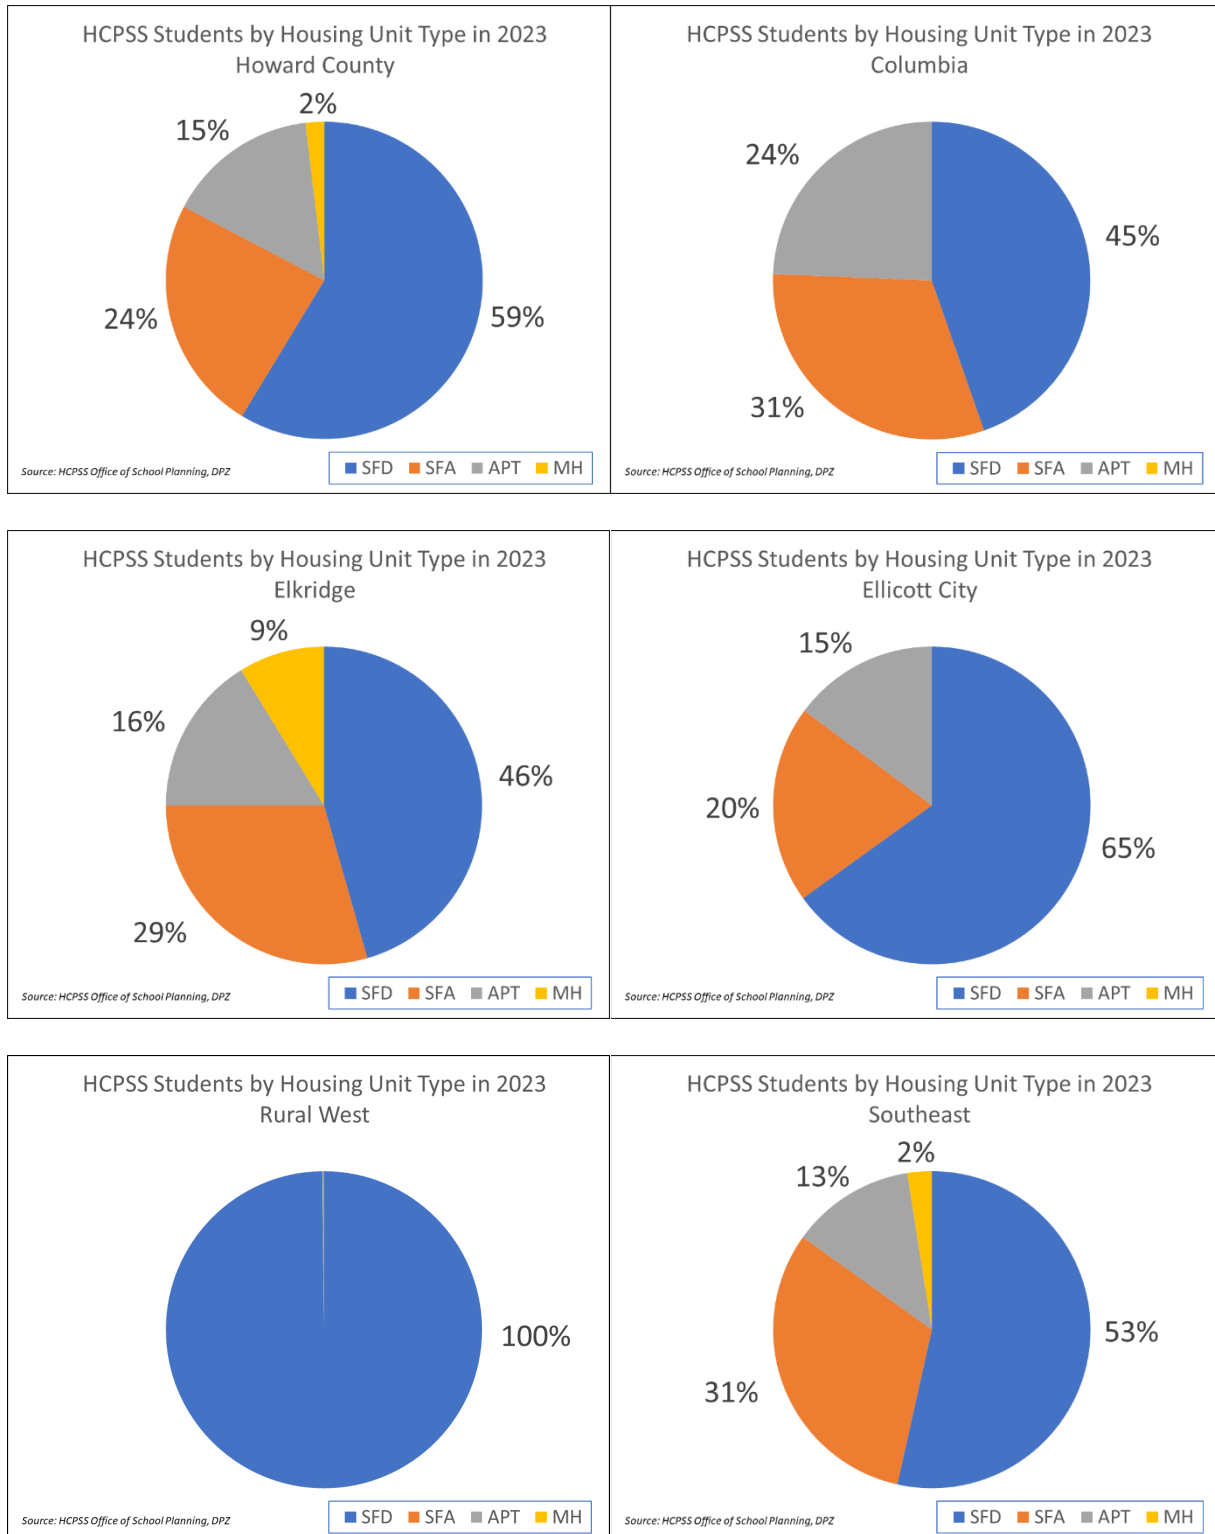 HCPSS Students by Housing Unit Type in 2023
Howard County
2%
15%
24%
59%
Source: HCPSS Office of School Planning, DPZ
SFD SFA APT MH
HCPSS Students by Housing Unit Type in 2023
Columbia
24%
45%
31%
Source: HCPSS Office of School Planning, DPZ
SFD SFA APT MH
HCPSS Students by Housing Unit Type in 2023
Elkridge
9%
16%
46%
29%
Source: HCPSS Office of School Planning, DPZ
SFD SFA APT MH
HCPSS Students by Housing Unit Type in 2023
Ellicott City
15%
20%
65%
Source: HCPSS Office of School Planning, DPZ
SFD SFA APT MH
HCPSS Students by Housing Unit Type in 2023
Rural West
100%
Source: HCPSS Office of School Planning, DPZ
SFD SFA APT MH
HCPSS Students by Housing Unit Type in 2023
Southeast
2%
13%
53%
31%
Source: HCPSS Office of School Planning, DPZ
SFD SFA APT MH